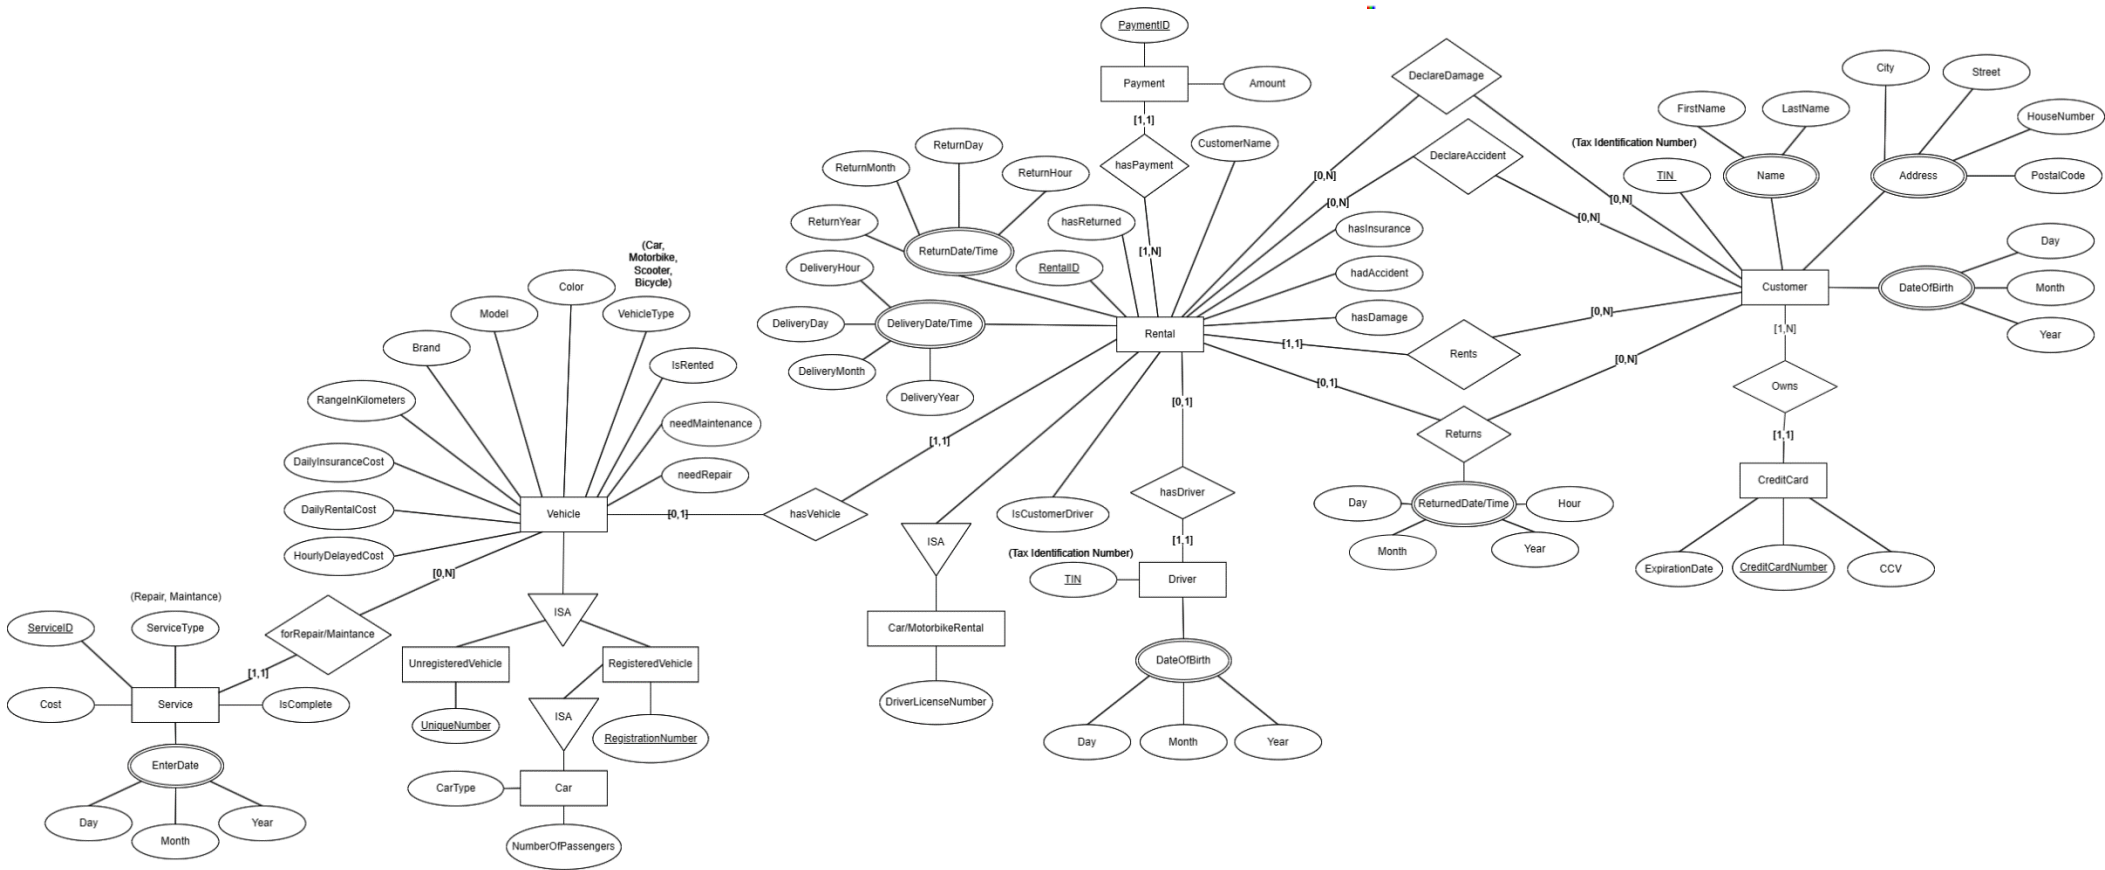 PaymentID
Payment
Amount
[1,1]
hasPayment
[1,N]
CustomerName
DeclareDamage
[0,N]
[0,N]
DeclareAccident
[0,N]
[0,N]
City
Street
HouseNumber
PostalCode
Address
FirstName
LastName
Name
(Tax Identification Number)
TIN
Customer
DateOfBirth
Day
Month
Year
ReturnDay
ReturnMonth
ReturnHour
ReturnYear
ReturnDate/Time
hasReturned
RentalID
hasInsurance
hadAccident
hasDamage
DeliveryHour
DeliveryDay
DeliveryDate/Time
DeliveryMonth
DeliveryYear
Rental
[1,1]
Rents
[0,N]
[0,1]
Returns
[0,N]
ReturnedDate/Time
Day
Hour
Month
Year
[1,N]
Owns
[1,1]
CreditCard
ExpirationDate
CreditCardNumber
CCV
(Car,
Motorbike,
Scooter,
Bicycle)
VehicleType
Color
Model
Brand
RangeInKilometers
DailyInsuranceCost
DailyRentalCost
HourlyDelayedCost
IsRented
needMaintenance
needRepair
Vehicle
[0,1]
hasVehicle
[1,1]
ISA
Car/MotorbikeRental
DriverLicenseNumber
IsCustomerDriver
[0,1]
hasDriver
[1,1]
(Tax Identification Number)
TIN
Driver
DateOfBirth
Day
Month
Year
[0,N]
forRepair/Maintance
[1,1]
(Repair, Maintance)
ServiceID
ServiceType
Cost
Service
IsComplete
EnterDate
Day
Month
Year
ISA
UnregisteredVehicle
RegisteredVehicle
UniqueNumber
RegistrationNumber
ISA
CarType
Car
NumberOfPassengers